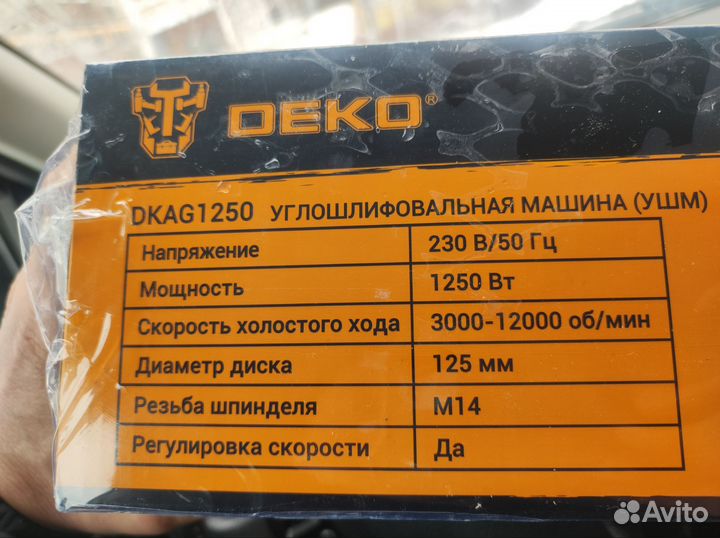 DEKO®
DKAG1250 УГЛОШЛИФОВАЛЬНАЯ МАШИНА (УШМ)
Напряжение 230 В/50 Гц
Мощность 1250 Вт
Скорость холостого хода 3000-12000 об/мин
Диаметр диска 125 мм
Резьба шпинделя М14
Регулировка скорости Да
Avito